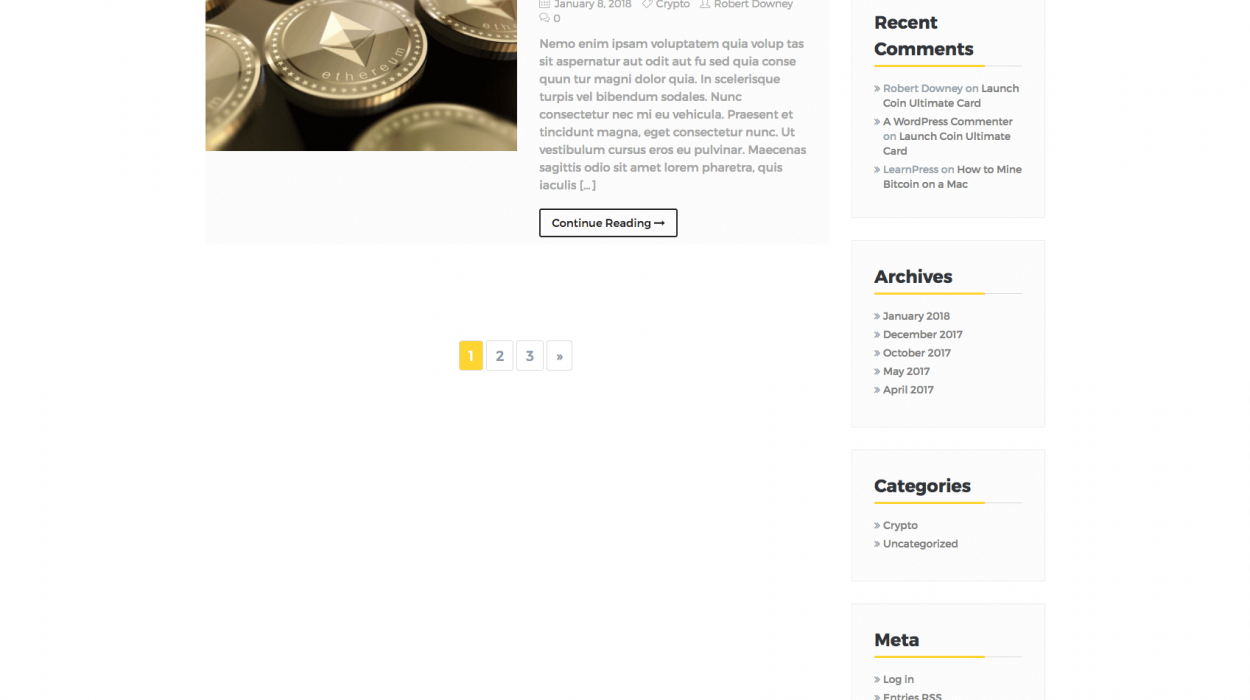 January 8, 2018 Crypto Robert Downey
0
ethereum
Nemo enim ipsam voluptatem quia volup tas
sit aspernatur aut odit aut fu sed quia conse
quun tur magni dolor quia. In scelerisque
turpis vel bibendum sodales. Nunc
consectetur nec mi eu vehicula. Praesent et
tincidunt magna, eget consectetur nunc. Ut
vestibulum cursus eros eu pulvinar. Maecenas
sagittis odio sit amet lorem pharetra, quis
iaculis [...]
Continue Reading →
1 2 3 »
Recent
Comments
» Robert Downey on Launch
Coin Ultimate Card
» A WordPress Commenter
on Launch Coin Ultimate
Card
» LearnPress on How to Mine
Bitcoin on a Mac
Archives
» January 2018
» December 2017
» October 2017
» May 2017
» April 2017
Categories
» Crypto
» Uncategorized
Meta
» Log in
» Entries RSS